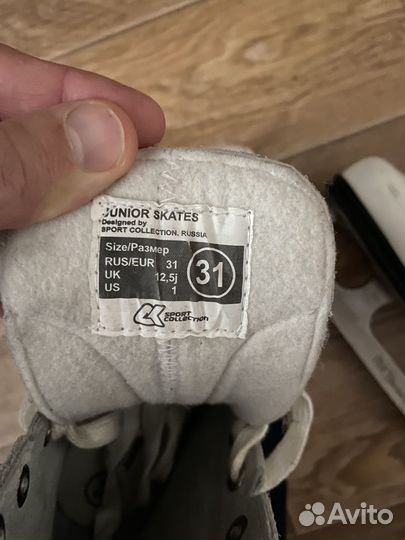 JUNIOR SKATES
Designed by
SPORT COLLECTION. RUSSIA
Size/Размер
RUS/EUR 31
UK 12,5j
US 1
31
SPORT
COLLECTION
Avito